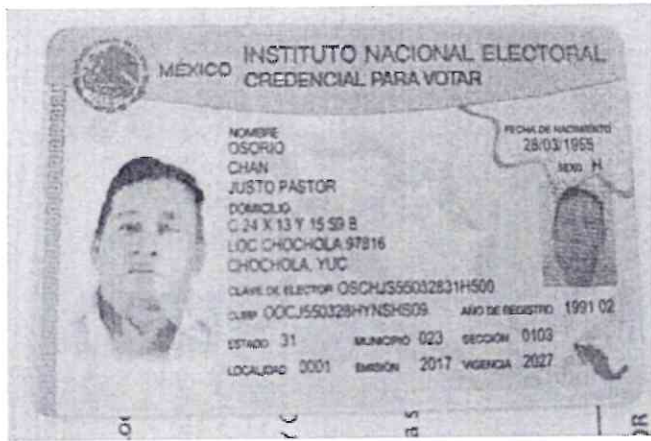 MÉXICO INSTITUTO NACIONAL ELECTORAL
CREDENCIAL PARA VOTAR
NOMBRE
OSORIO
CHAN
JUSTO PASTOR
FECHA DE NACIMIENTO
28/03/1955
SEXO H
DOMICILIO
C 24 X 13 Y 15 59 B
LOC CHOCHOLA 97816
CHOCHOLA, YUC
CLAVE DE ELECTOR OSCHJS55032831H500
CURP OOCJ550328HYNSHS09 AÑO DE REGISTRO 1991 02
ESTADO 31 MUNICIPIO 023 SECCIÓN 0103
LOCALIDAD 0001 EMISIÓN 2017 VIGENCIA 2027